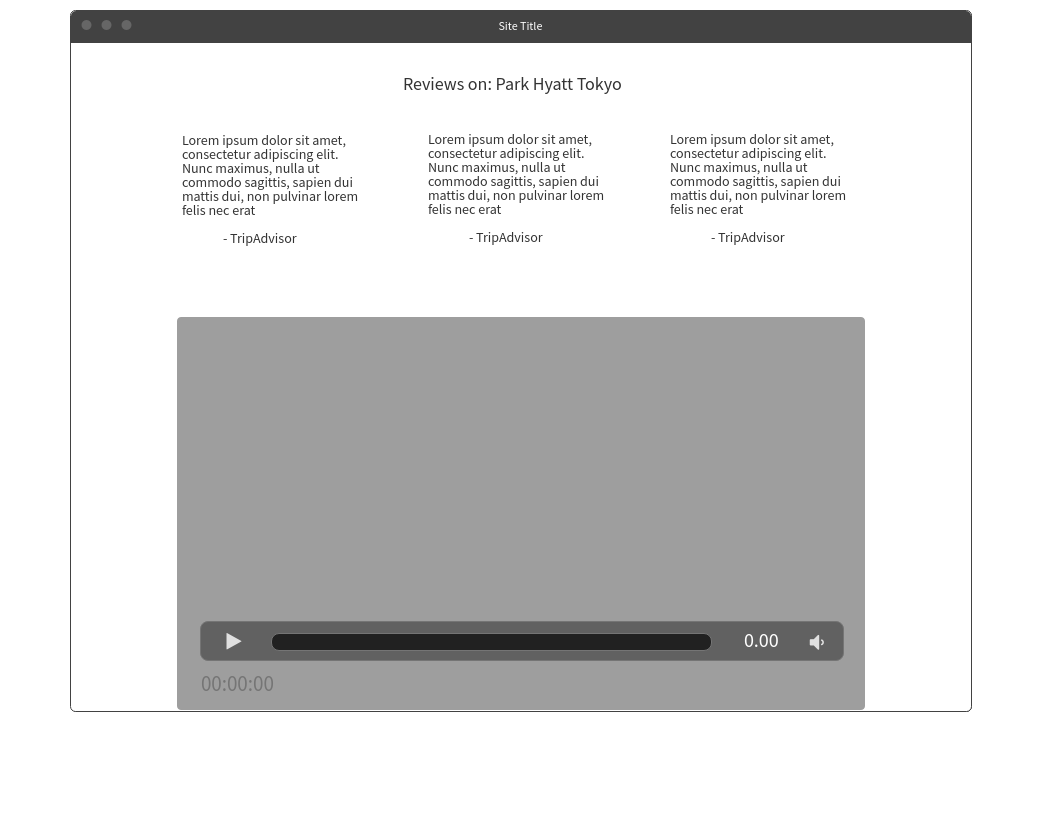 Site Title
Reviews on: Park Hyatt Tokyo
Lorem ipsum dolor sit amet,
consectetur adipiscing elit.
Nunc maximus, nulla ut
commodo sagittis, sapien dui
mattis dui, non pulvinar lorem
felis nec erat
- TripAdvisor
Lorem ipsum dolor sit amet,
consectetur adipiscing elit.
Nunc maximus, nulla ut
commodo sagittis, sapien dui
mattis dui, non pulvinar lorem
felis nec erat
- TripAdvisor
Lorem ipsum dolor sit amet,
consectetur adipiscing elit.
Nunc maximus, nulla ut
commodo sagittis, sapien dui
mattis dui, non pulvinar lorem
felis nec erat
- TripAdvisor
0.00
00:00:00